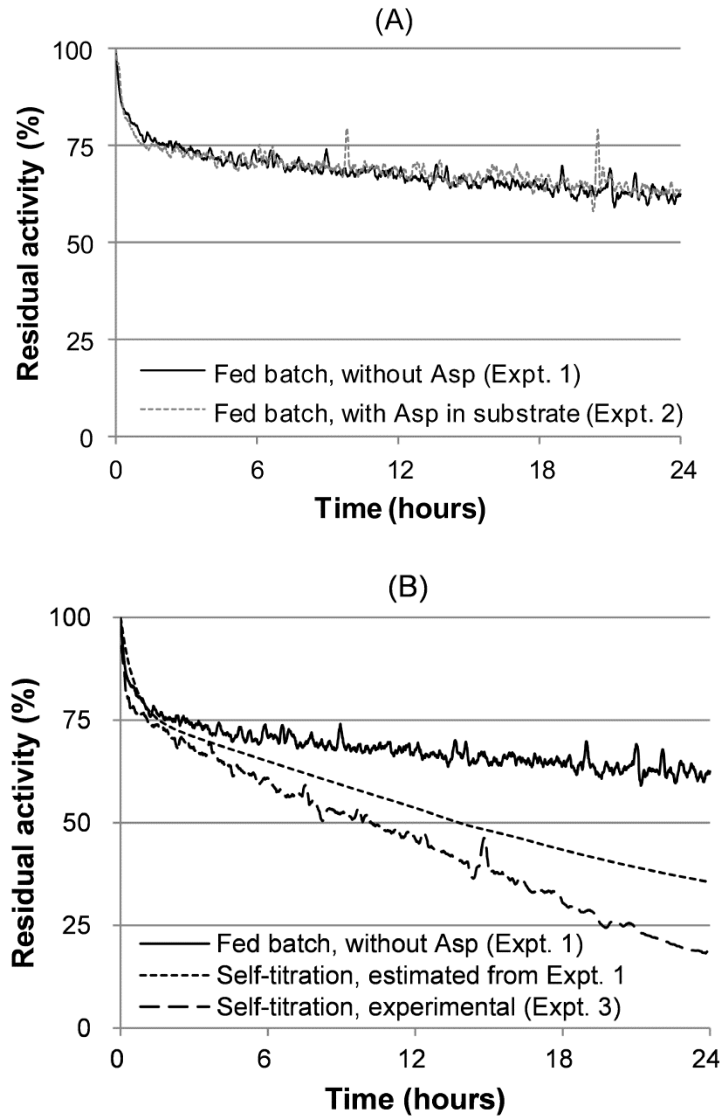 (A)
100
75
50
25
0
Residual activity (%)
Fed batch, without Asp (Expt. 1)
Fed batch, with Asp in substrate (Expt. 2)
0 6 12 18 24
Time (hours)
(B)
100
75
50
25
0
Residual activity (%)
Fed batch, without Asp (Expt. 1)
Self-titration, estimated from Expt. 1
Self-titration, experimental (Expt. 3)
0 6 12 18 24
Time (hours)